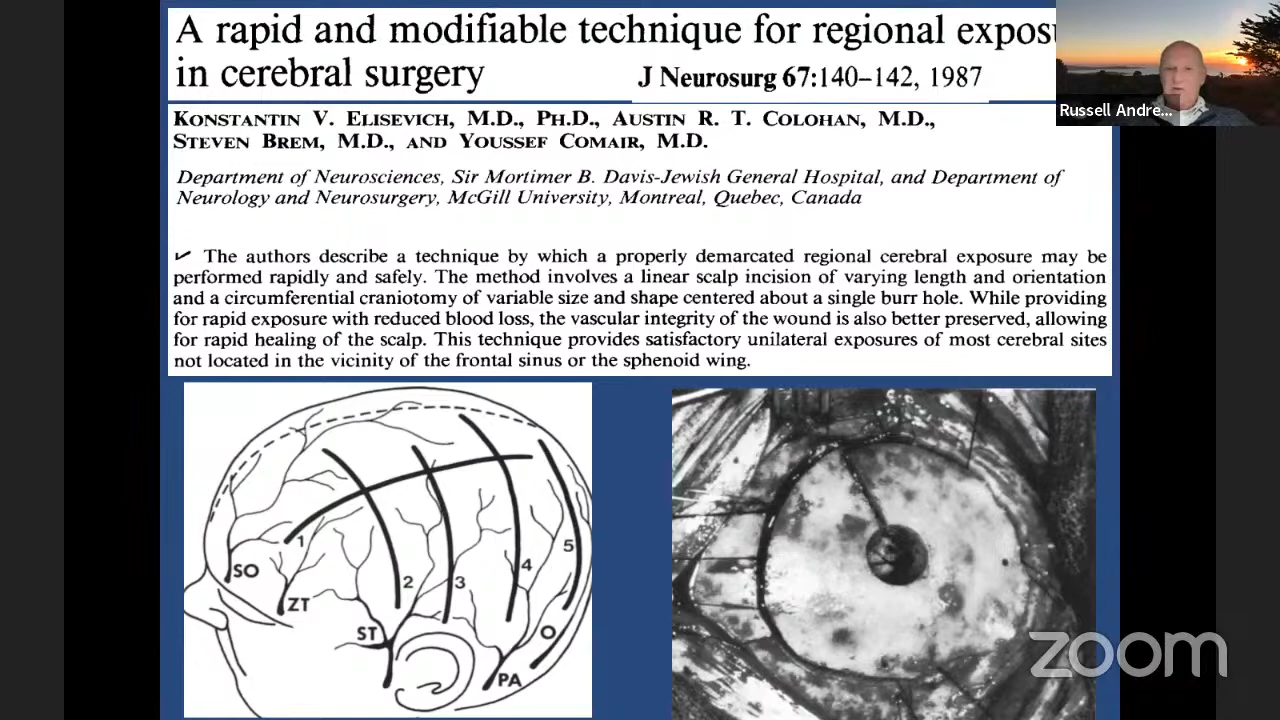 A rapid and modifiable technique for regional expos
in cerebral surgery
J Neurosurg 67:140–142, 1987
Russell Andre...
KONSTANTIN V. ELISEVICH, M.D., PH.D., AUSTIN R. T. COLOHAN, M.D.,
STEVEN BREM, M.D., AND YOUSSEF COMAIR, M.D.
Department of Neurosciences, Sir Mortimer B. Davis-Jewish General Hospital, and Department of
Neurology and Neurosurgery, McGill University, Montreal, Quebec, Canada
✓ The authors describe a technique by which a properly demarcated regional cerebral exposure may be
performed rapidly and safely. The method involves a linear scalp incision of varying length and orientation
and a circumferential craniotomy of variable size and shape centered about a single burr hole. While providing
for rapid exposure with reduced blood loss, the vascular integrity of the wound is also better preserved, allowing
for rapid healing of the scalp. This technique provides satisfactory unilateral exposures of most cerebral sites
not located in the vicinity of the frontal sinus or the sphenoid wing.
1
2
3
4
5
SO
ZT
ST
O
PA
zoom